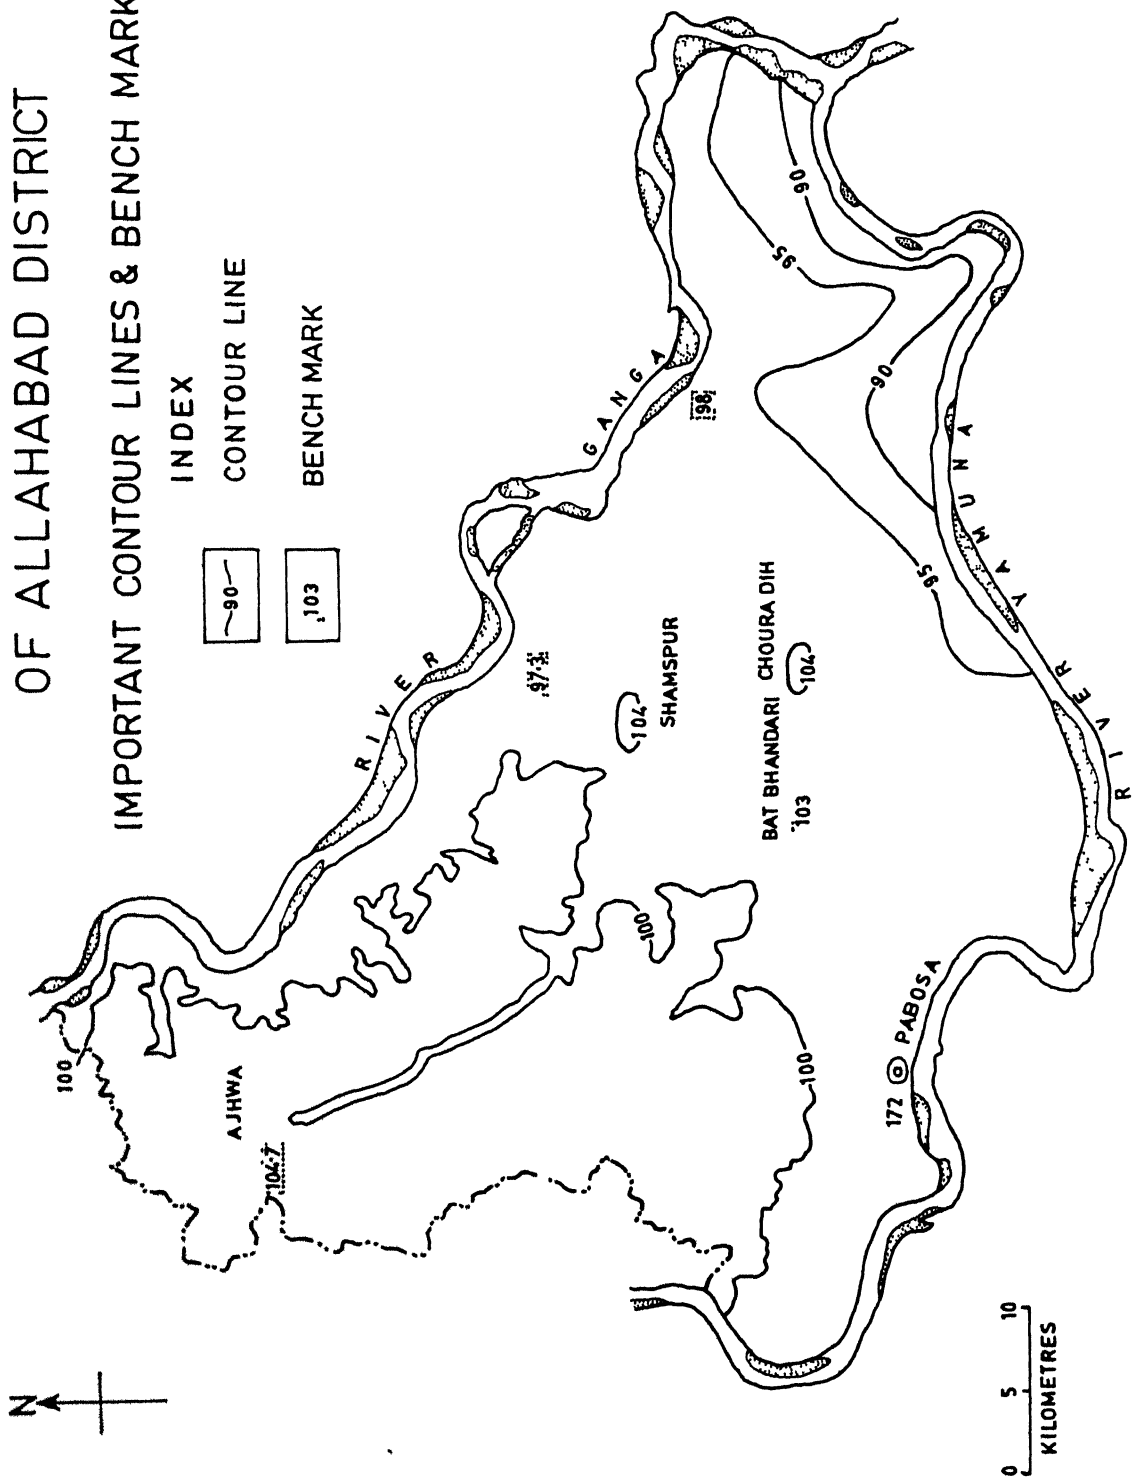 OF ALLAHABAD DISTRICT
IMPORTANT CONTOUR LINES & BENCH MARK
INDEX
90
CONTOUR LINE
103
BENCH MARK
N
100
AJHWA
104·7
RIVER
GANGA
97·3
98
104
SHAMSPUR
BAT BHANDARI
103
CHOURA DIH
104
100
100
172
PABOSA
95
95
90
90
RIVER
YAMUNA
0 5 10
KILOMETRES